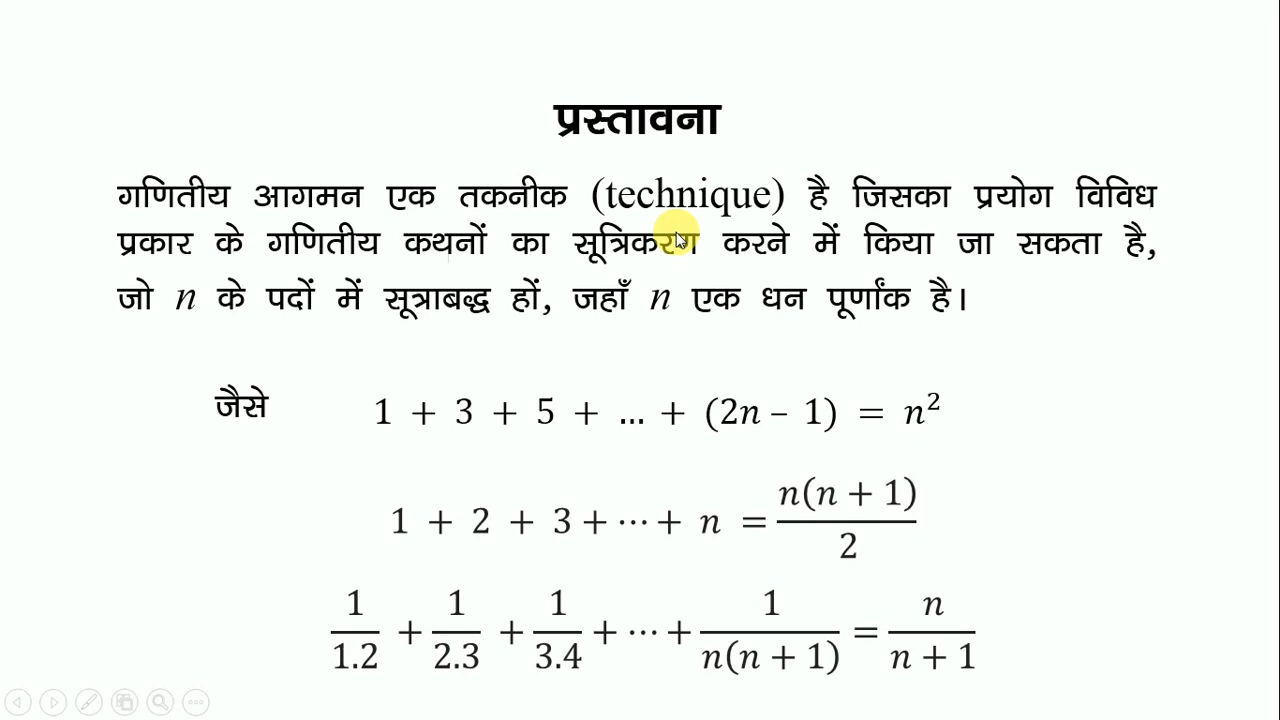 प्रस्तावना
गणितीय आगमन एक तकनीक (technique) है जिसका प्रयोग विविध
प्रकार के गणितीय कथनों का सूत्रिकरण करने में किया जा सकता है,
जो n के पदों में सूत्राबद्ध हों, जहाँ n एक धन पूर्णांक है।
जैसे 1 + 3 + 5 + ... + (2n – 1) = n²
1 + 2 + 3 + ⋯ + n = n(n + 1)/2
1/1.2 + 1/2.3 + 1/3.4 + ⋯ + 1/n(n + 1) = n/n + 1